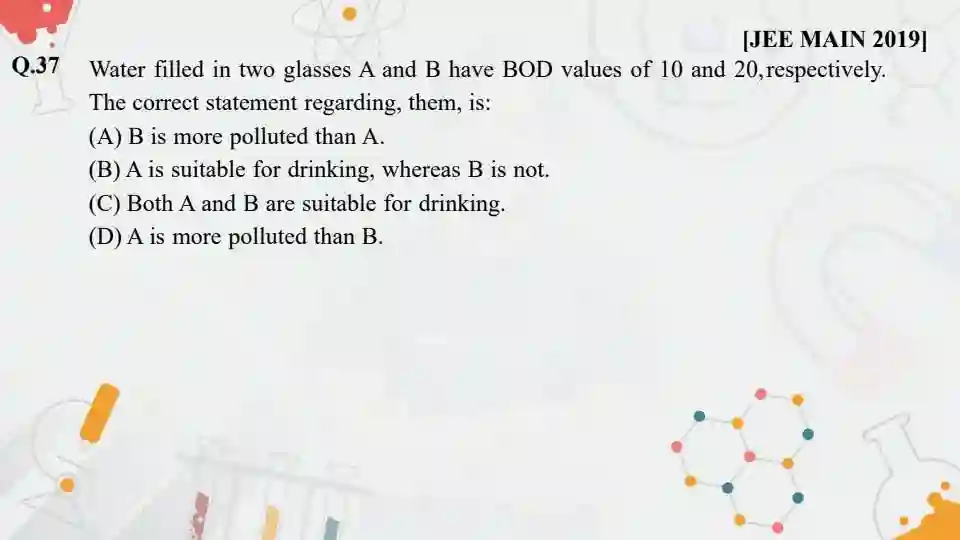 [JEE MAIN 2019]
Q.37 Water filled in two glasses A and B have BOD values of 10 and 20,respectively.
The correct statement regarding, them, is:
(A) B is more polluted than A.
(B) A is suitable for drinking, whereas B is not.
(C) Both A and B are suitable for drinking.
(D) A is more polluted than B.